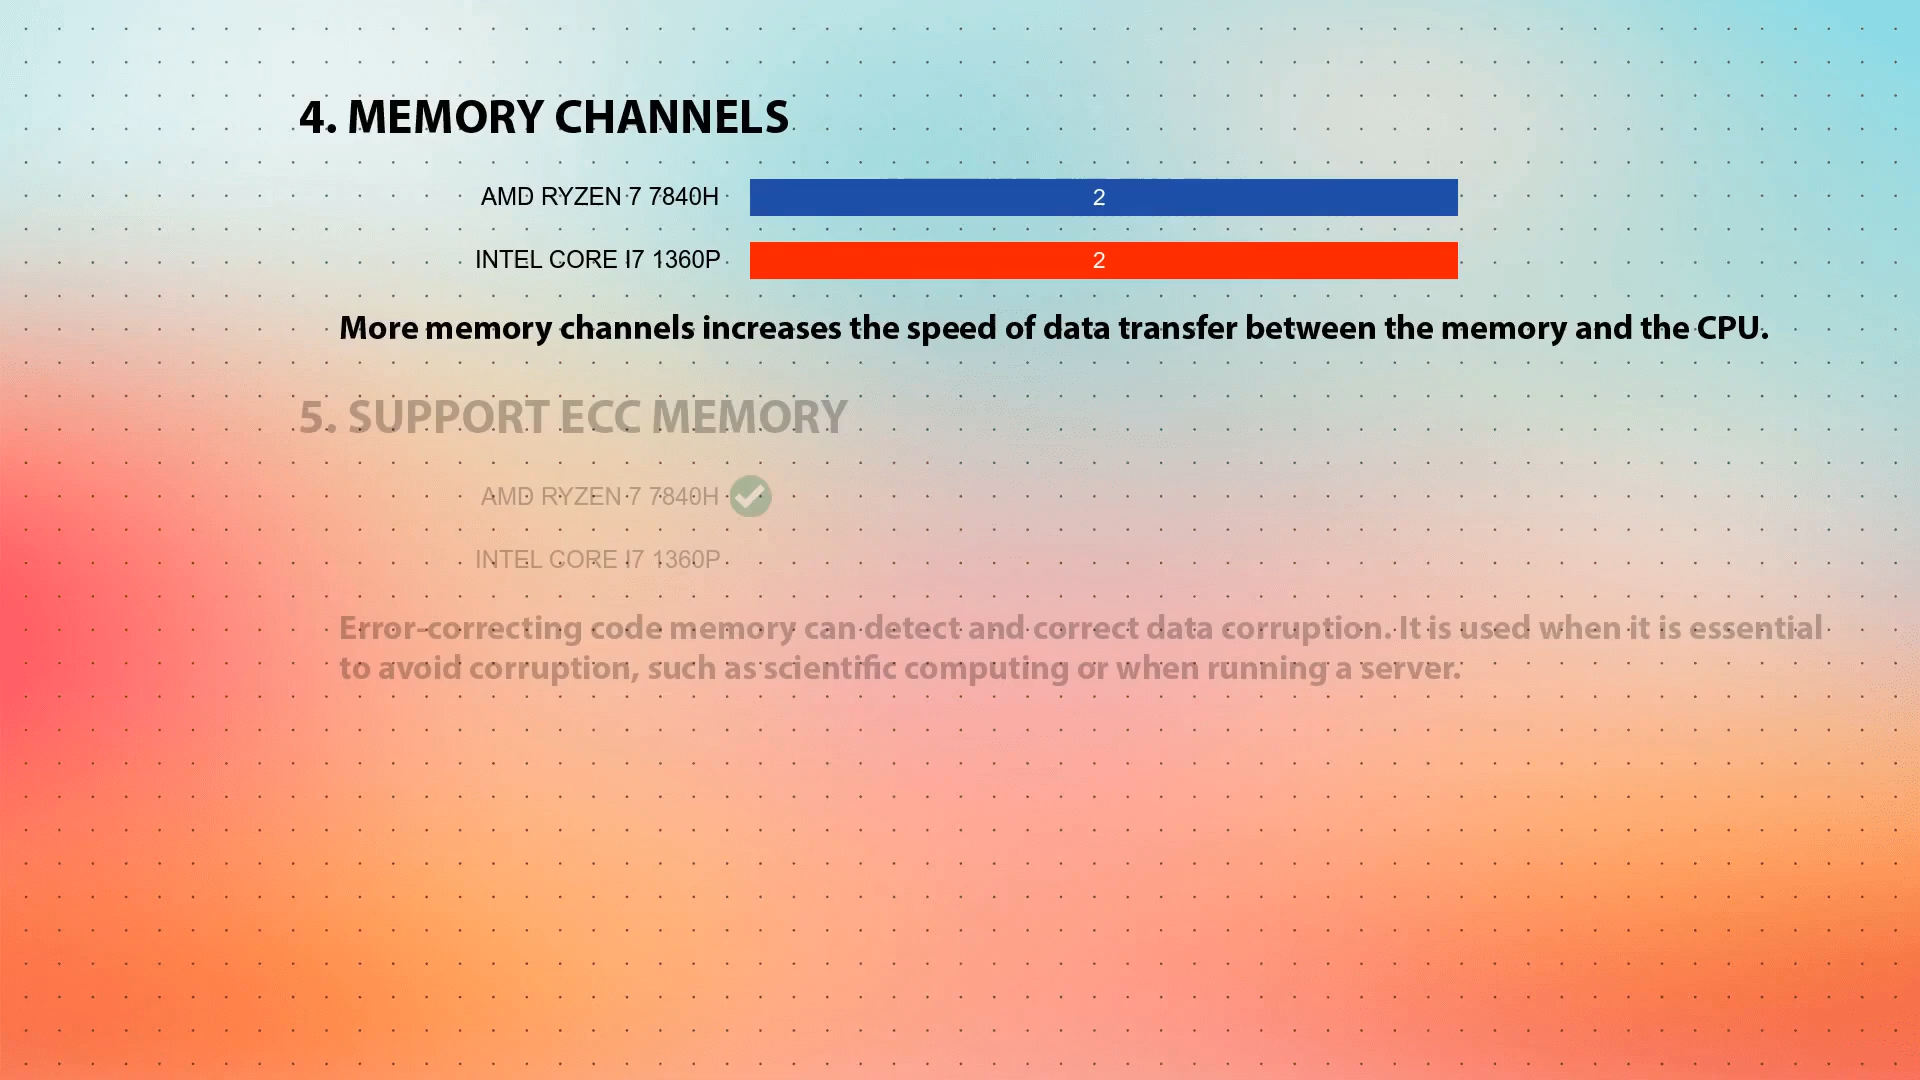 4. MEMORY CHANNELS
AMD RYZEN 7 7840H
2
INTEL CORE I7 1360P
2
More memory channels increases the speed of data transfer between the memory and the CPU.
5. SUPPORT ECC MEMORY
AMD RYZEN 7 7840H
INTEL CORE I7 1360P
Error-correcting code memory can detect and correct data corruption. It is used when it is essential
to avoid corruption, such as scientific computing or when running a server.